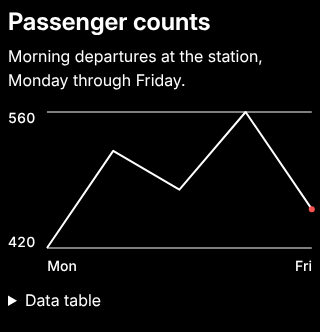 Passenger counts
Morning departures at the station,
Monday through Friday.
560
420
Mon Fri
Data table